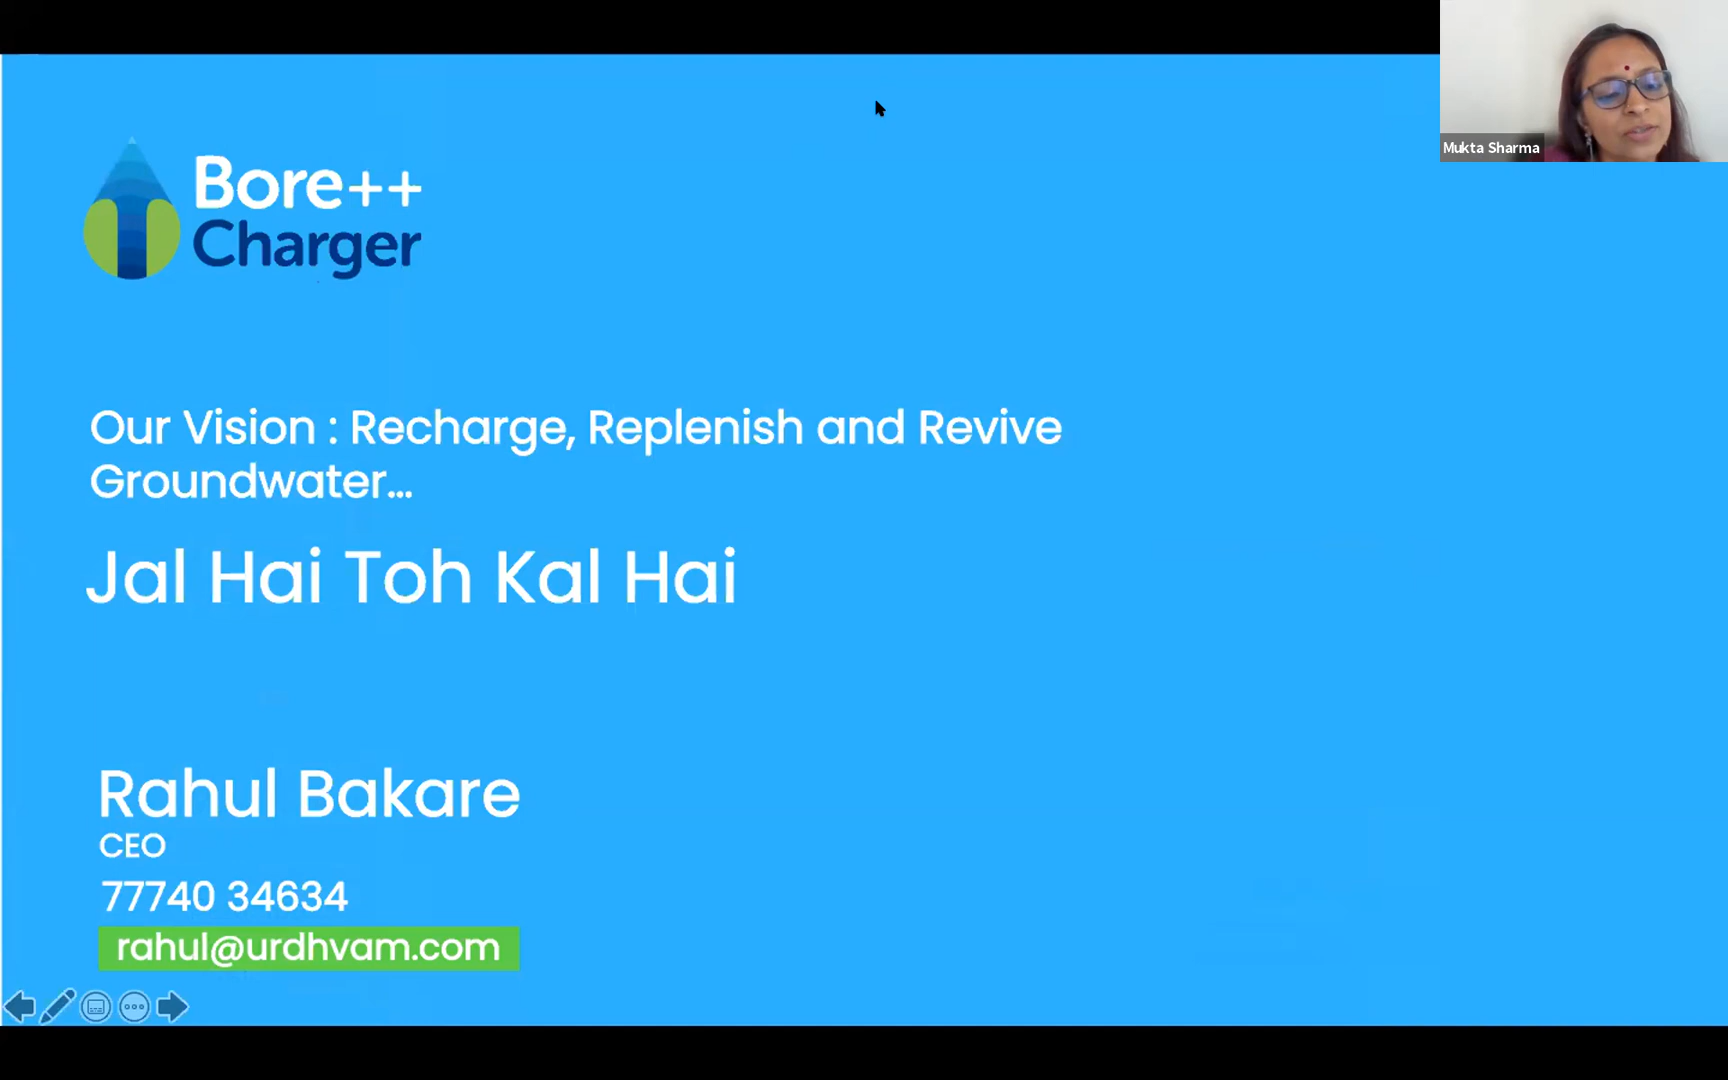 Mukta Sharma
Bore++
Charger
Our Vision : Recharge, Replenish and Revive
Groundwater...
Jal Hai Toh Kal Hai
Rahul Bakare
CEO
77740 34634
rahul@urdhvam.com